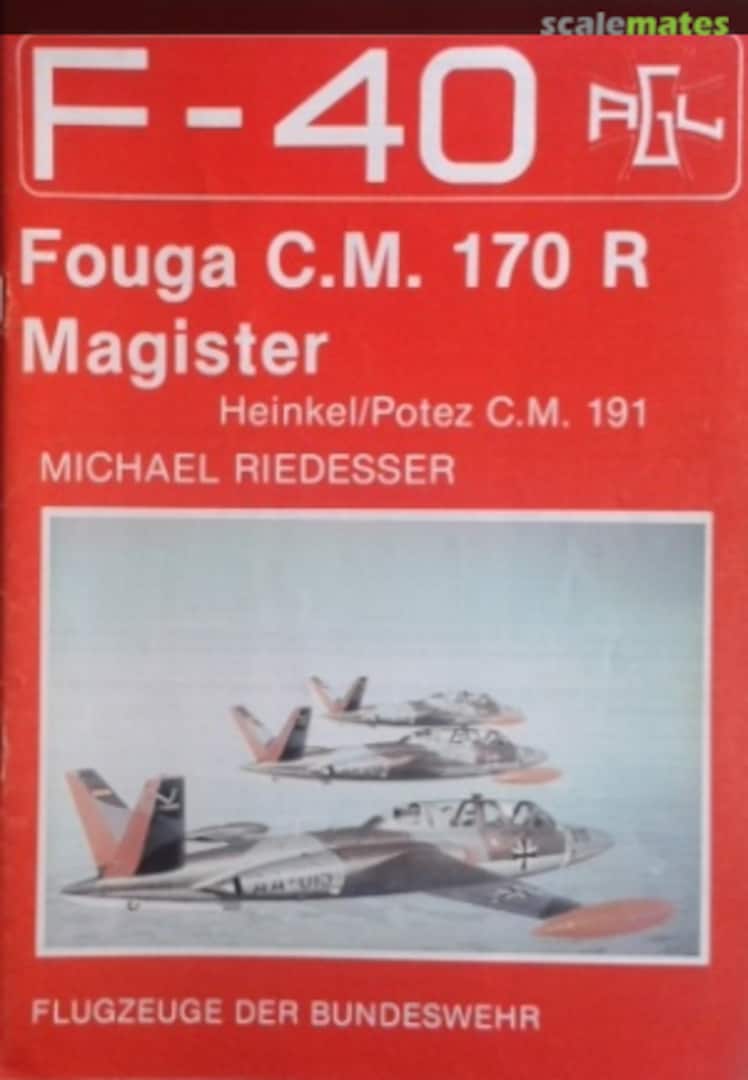 scalemates
F-40 AGL
Fouga C.M. 170 R
Magister
Heinkel/Potez C.M. 191
MICHAEL RIEDESSER
FLUGZEUGE DER BUNDESWEHR